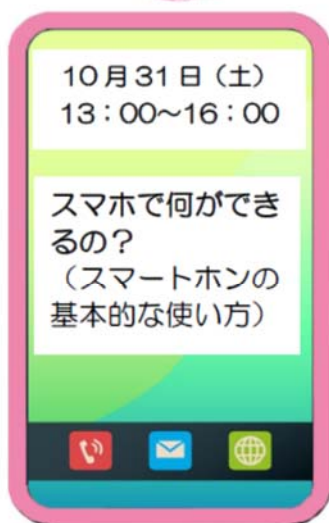 10月31日（土）
13：00～16：00
スマホで何ができ
るの？
（スマートホンの
基本的な使い方）